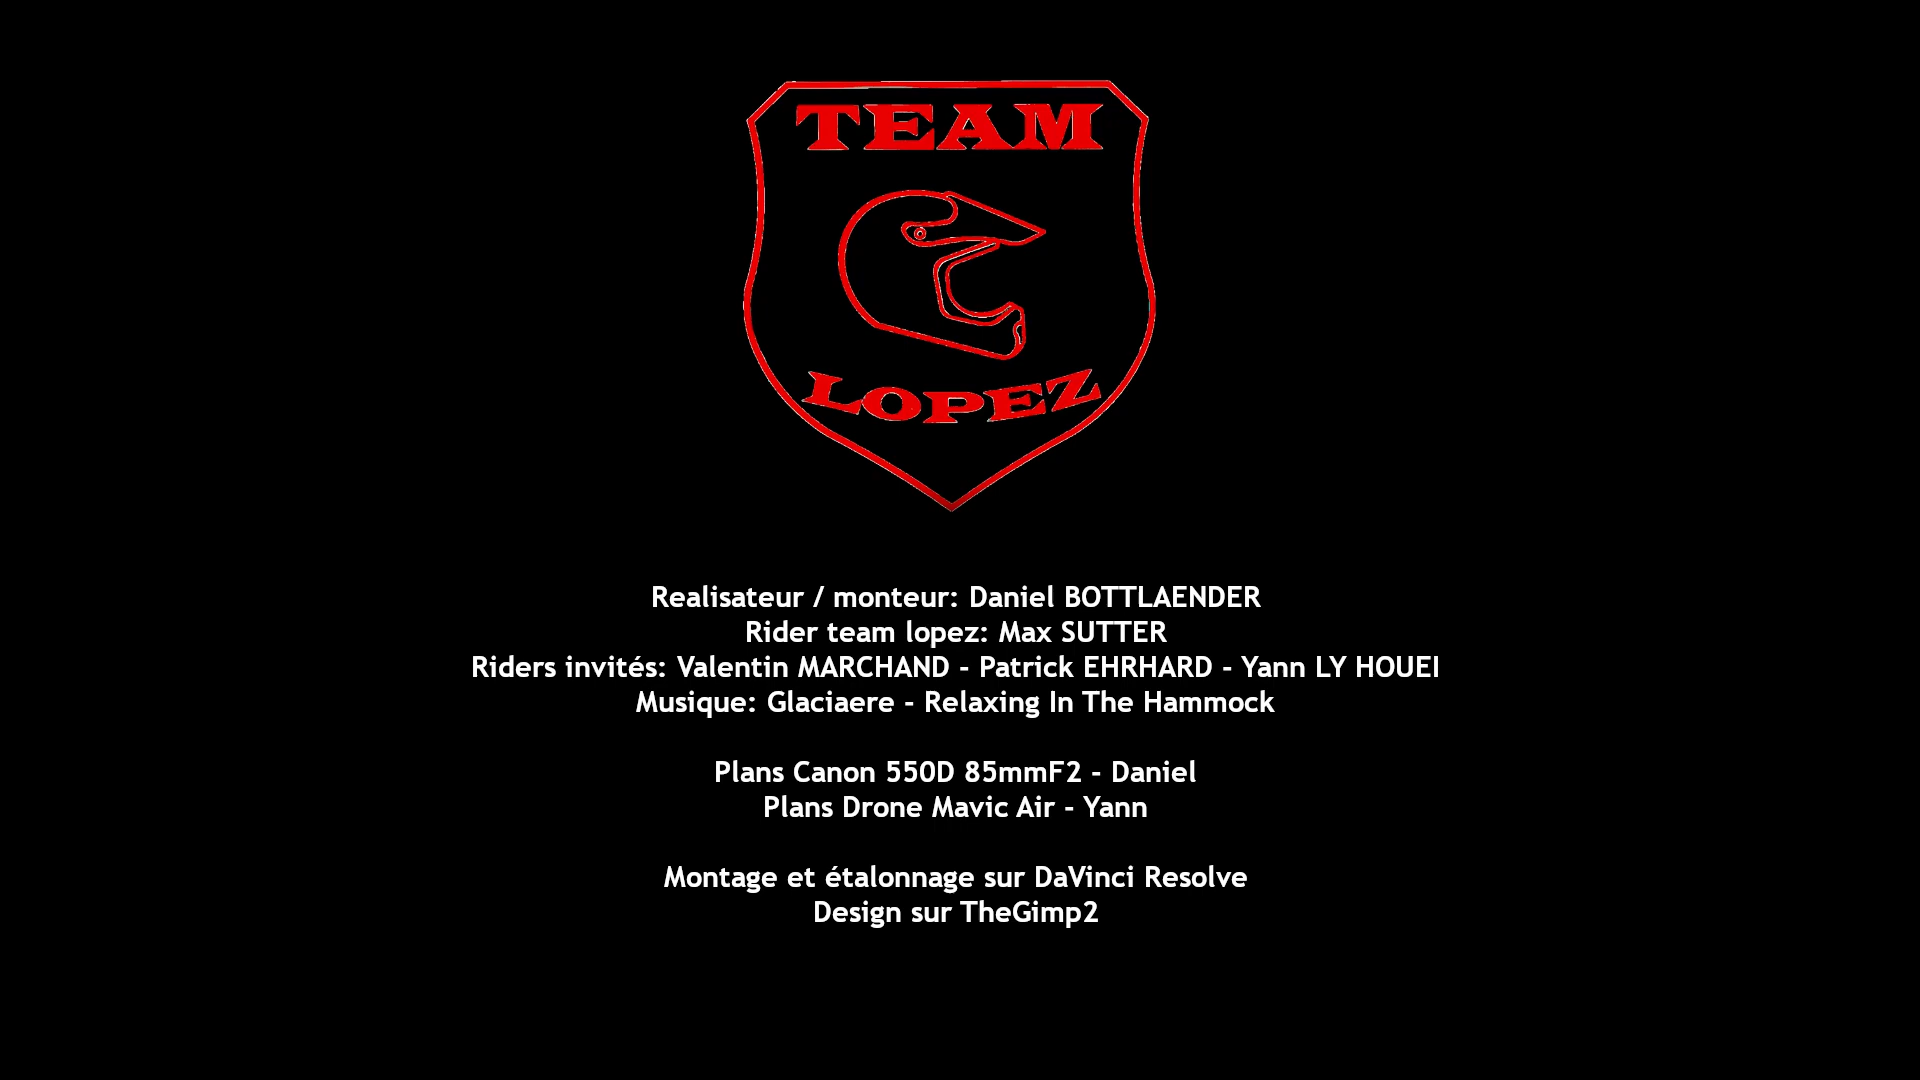 TEAM
LOPEZ
Realisateur / monteur: Daniel BOTTLAENDER
Rider team lopez: Max SUTTER
Riders invités: Valentin MARCHAND - Patrick EHRHARD - Yann LY HOUEI
Musique: Glaciaere - Relaxing In The Hammock
Plans Canon 550D 85mmF2 - Daniel
Plans Drone Mavic Air - Yann
Montage et étalonnage sur DaVinci Resolve
Design sur TheGimp2